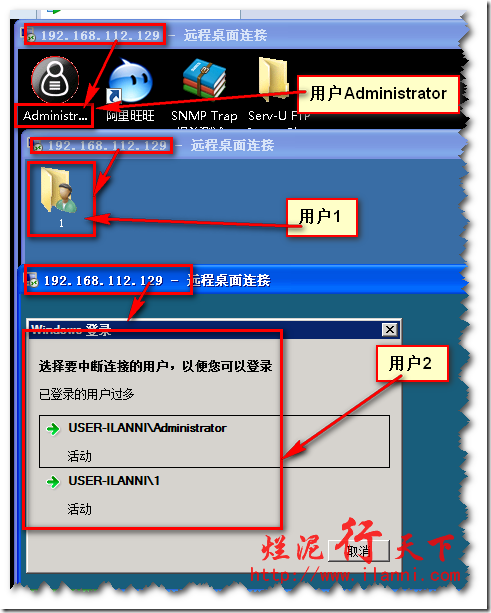 192.168.112.129 - 远程桌面连接
用户Administrator
Administr...
阿里旺旺
SNMP Trap
Serv-U FTP
192.168.112.129 - 远程桌面连接
1
用户1
192.168.112.129 - 远程桌面连接
Windows 登录
选择要中断连接的用户，以便您可以登录
用户2
已登录的用户过多
USER-ILANNI\Administrator
活动
USER-ILANNI\1
活动
取消
烂泥行天下
http://www.ilanni.com